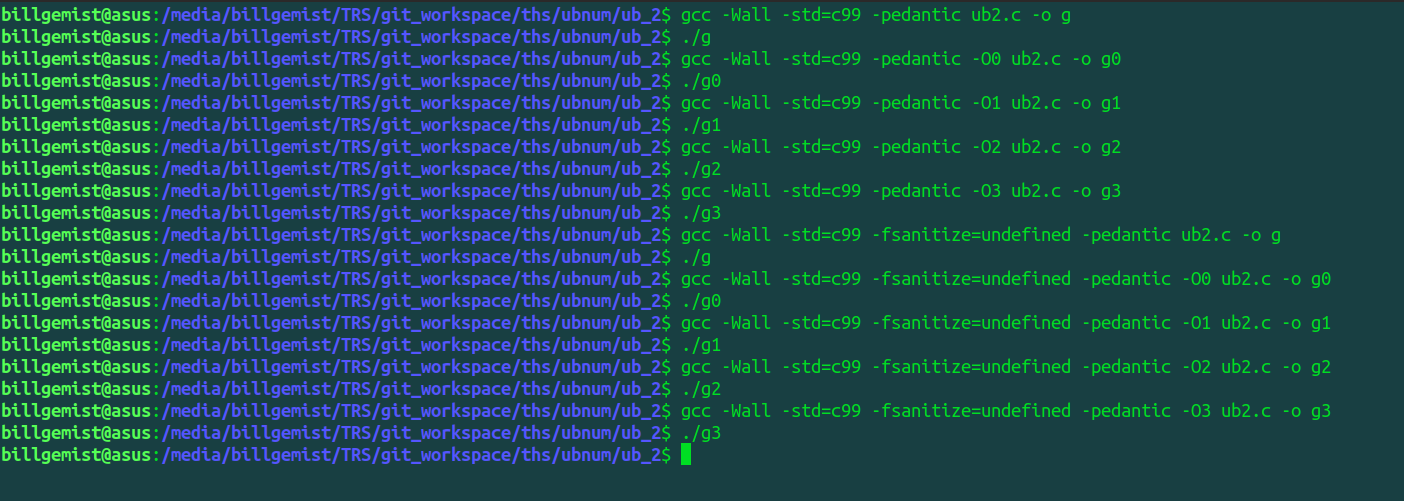 billgemist@asus:/media/billgemist/TRS/git_workspace/ths/ubnum/ub_2$ gcc -Wall -std=c99 -pedantic ub2.c -o g
billgemist@asus:/media/billgemist/TRS/git_workspace/ths/ubnum/ub_2$ ./g
billgemist@asus:/media/billgemist/TRS/git_workspace/ths/ubnum/ub_2$ gcc -Wall -std=c99 -pedantic -O0 ub2.c -o g0
billgemist@asus:/media/billgemist/TRS/git_workspace/ths/ubnum/ub_2$ ./g0
billgemist@asus:/media/billgemist/TRS/git_workspace/ths/ubnum/ub_2$ gcc -Wall -std=c99 -pedantic -O1 ub2.c -o g1
billgemist@asus:/media/billgemist/TRS/git_workspace/ths/ubnum/ub_2$ ./g1
billgemist@asus:/media/billgemist/TRS/git_workspace/ths/ubnum/ub_2$ gcc -Wall -std=c99 -pedantic -O2 ub2.c -o g2
billgemist@asus:/media/billgemist/TRS/git_workspace/ths/ubnum/ub_2$ ./g2
billgemist@asus:/media/billgemist/TRS/git_workspace/ths/ubnum/ub_2$ gcc -Wall -std=c99 -pedantic -O3 ub2.c -o g3
billgemist@asus:/media/billgemist/TRS/git_workspace/ths/ubnum/ub_2$ ./g3
billgemist@asus:/media/billgemist/TRS/git_workspace/ths/ubnum/ub_2$ gcc -Wall -std=c99 -fsanitize=undefined -pedantic ub2.c -o g
billgemist@asus:/media/billgemist/TRS/git_workspace/ths/ubnum/ub_2$ ./g
billgemist@asus:/media/billgemist/TRS/git_workspace/ths/ubnum/ub_2$ gcc -Wall -std=c99 -fsanitize=undefined -pedantic -O0 ub2.c -o g0
billgemist@asus:/media/billgemist/TRS/git_workspace/ths/ubnum/ub_2$ ./g0
billgemist@asus:/media/billgemist/TRS/git_workspace/ths/ubnum/ub_2$ gcc -Wall -std=c99 -fsanitize=undefined -pedantic -O1 ub2.c -o g1
billgemist@asus:/media/billgemist/TRS/git_workspace/ths/ubnum/ub_2$ ./g1
billgemist@asus:/media/billgemist/TRS/git_workspace/ths/ubnum/ub_2$ gcc -Wall -std=c99 -fsanitize=undefined -pedantic -O2 ub2.c -o g2
billgemist@asus:/media/billgemist/TRS/git_workspace/ths/ubnum/ub_2$ ./g2
billgemist@asus:/media/billgemist/TRS/git_workspace/ths/ubnum/ub_2$ gcc -Wall -std=c99 -fsanitize=undefined -pedantic -O3 ub2.c -o g3
billgemist@asus:/media/billgemist/TRS/git_workspace/ths/ubnum/ub_2$ ./g3
billgemist@asus:/media/billgemist/TRS/git_workspace/ths/ubnum/ub_2$